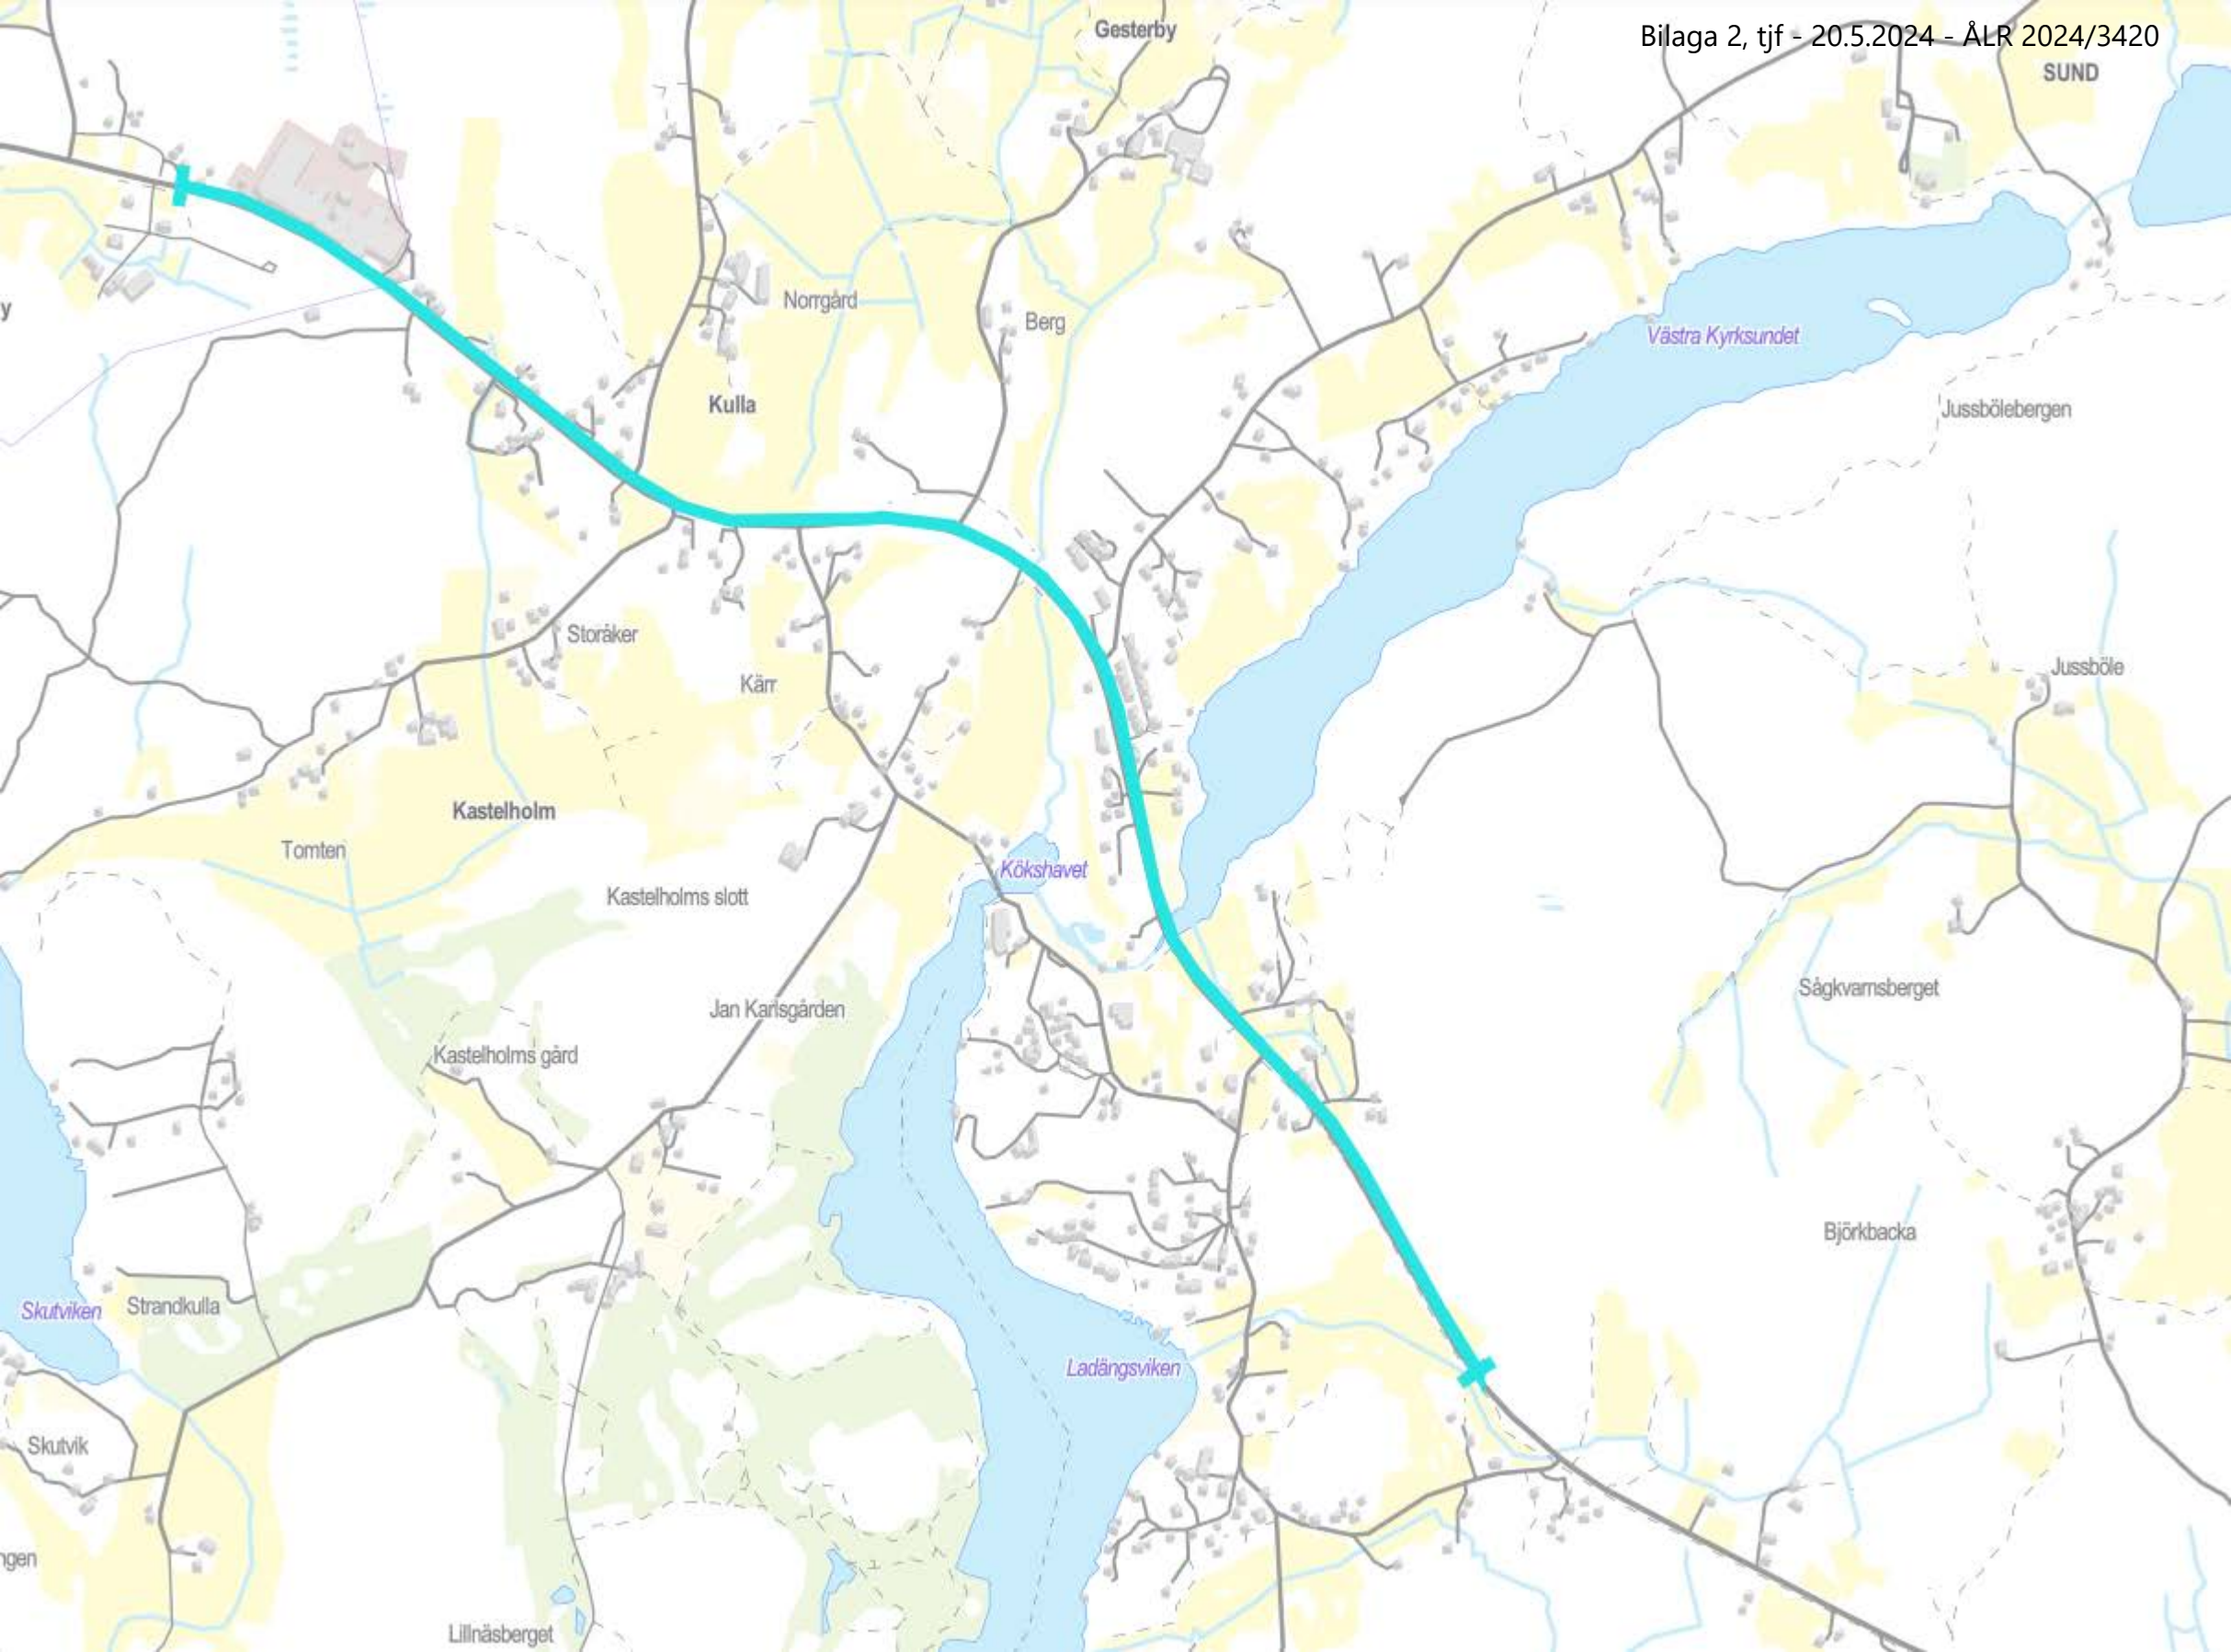 Gesterby
Bilaga 2, tjf - 20.5.2024 - ÅLR 2024/3420
SUND
y
Norrgård
Berg
Västra Kyrksundet
Kulla
Jussbölebergen
Storåker
Jussböle
Kärr
Kastelholm
Tomten
Kökshavet
Kastelholms slott
Sågkvarnsberget
Jan Karlsgården
Kastelholms gård
Björkbacka
Skutviken
Strandkulla
Ladängsviken
Skutvik
ngen
Lillnäsberget